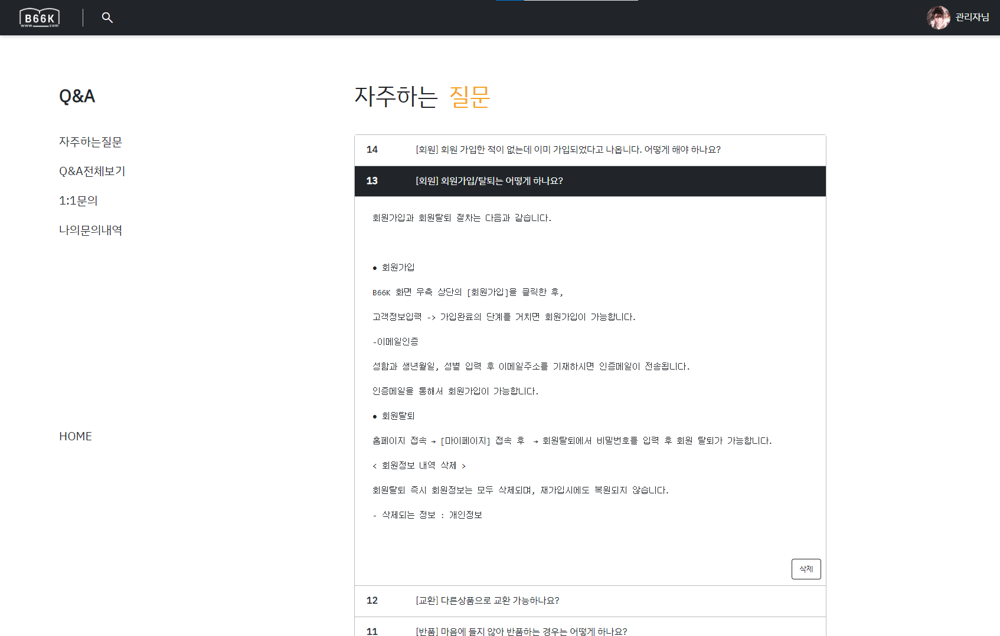 B66K
www.com
관리자님
Q&A
자주하는질문
Q&A전체보기
1:1문의
나의문의내역
HOME
자주하는 질문
14 [회원] 회원 가입한 적이 없는데 이미 가입되었다고 나옵니다. 어떻게 해야 하나요?
13 [회원] 회원가입/탈퇴는 어떻게 하나요?
회원가입과 회원탈퇴 절차는 다음과 같습니다.
● 회원가입
B66K 화면 우측 상단의 [회원가입]을 클릭한 후,
고객정보입력 -> 가입완료의 단계를 거치면 회원가입이 가능합니다.
-이메일인증
성함과 생년월일, 성별 입력 후 이메일주소를 기재하시면 인증메일이 전송됩니다.
인증메일을 통해서 회원가입이 가능합니다.
● 회원탈퇴
홈페이지 접속 → [마이페이지] 접속 후 → 회원탈퇴에서 비밀번호를 입력 후 회원 탈퇴가 가능합니다.
< 회원정보 내역 삭제 >
회원탈퇴 즉시 회원정보는 모두 삭제되며, 재가입시에도 복원되지 않습니다.
- 삭제되는 정보 : 개인정보
삭제
12 [교환] 다른상품으로 교환 가능하나요?
11 [반품] 마음에 들지 않아 반품하는 경우는 어떻게 하나요?